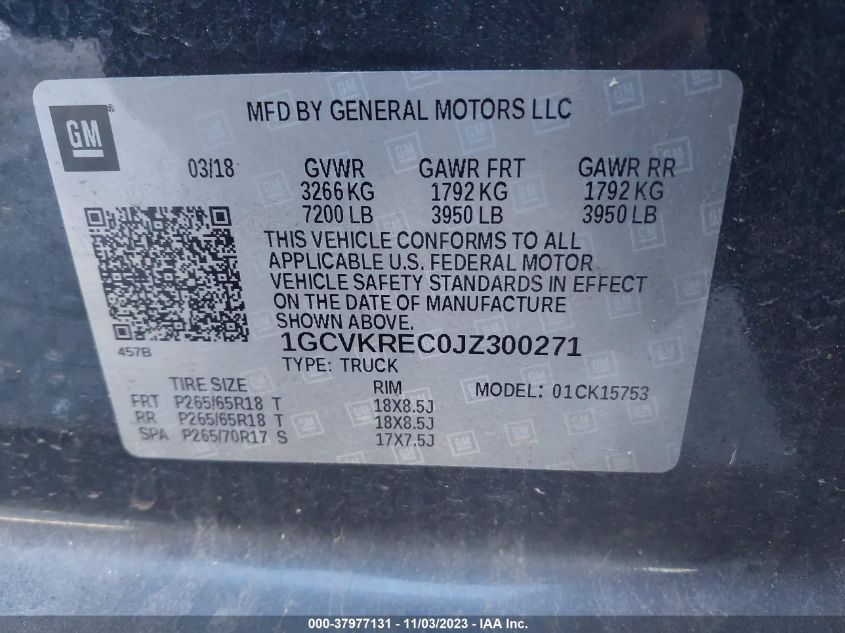 MFD BY GENERAL MOTORS LLC
GM
®
03/18 GVWR GAWR FRT GAWR RR
3266 KG 1792 KG 1792 KG
7200 LB 3950 LB 3950 LB
THIS VEHICLE CONFORMS TO ALL
APPLICABLE U.S. FEDERAL MOTOR
VEHICLE SAFETY STANDARDS IN EFFECT
ON THE DATE OF MANUFACTURE
SHOWN ABOVE.
457B
1GCVKREC0JZ300271
TYPE: TRUCK
TIRE SIZE RIM MODEL: 01CK15753
FRT P265/65R18 T 18X8.5J
RR P265/65R18 T 18X8.5J
SPA P265/70R17 S 17X7.5J
000-37977131 - 11/03/2023 - IAA Inc.